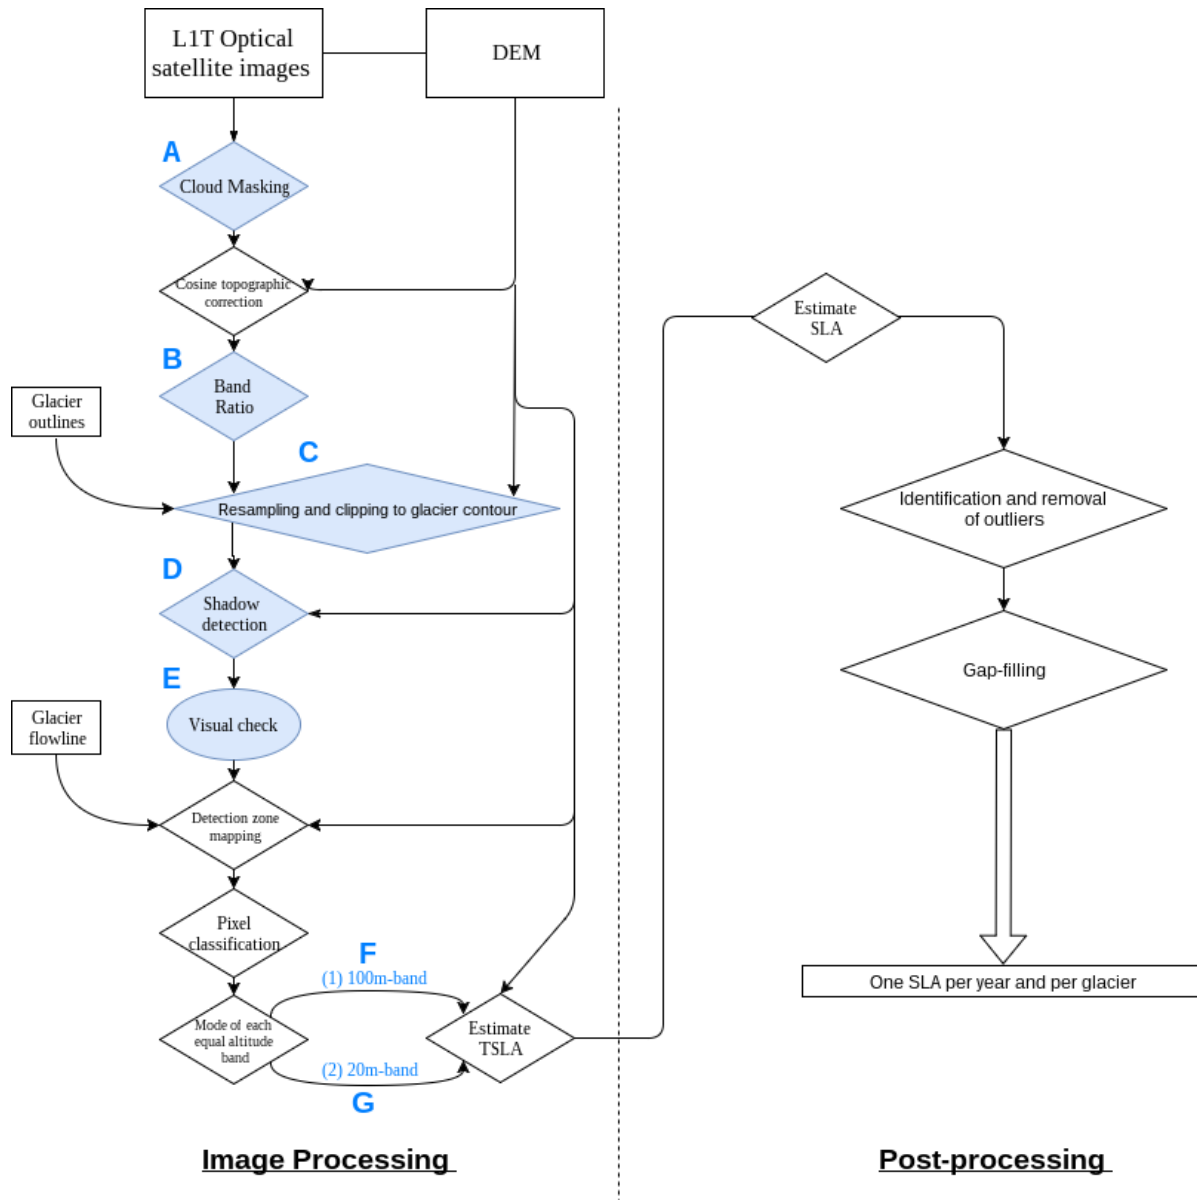 L1T Optical
satellite images
DEM
A
Cloud Masking
Cosine topographic
correction
B
Band
Ratio
Glacier
outlines
C
Resampling and clipping to glacier contour
D
Shadow
detection
E
Visual check
Glacier
flowline
Detection zone
mapping
Pixel
classification
F
(1) 100m-band
Mode of each
equal altitude
band
Estimate
TSLA
(2) 20m-band
G
Image Processing
Estimate
SLA
Identification and removal
of outliers
Gap-filling
One SLA per year and per glacier
Post-processing